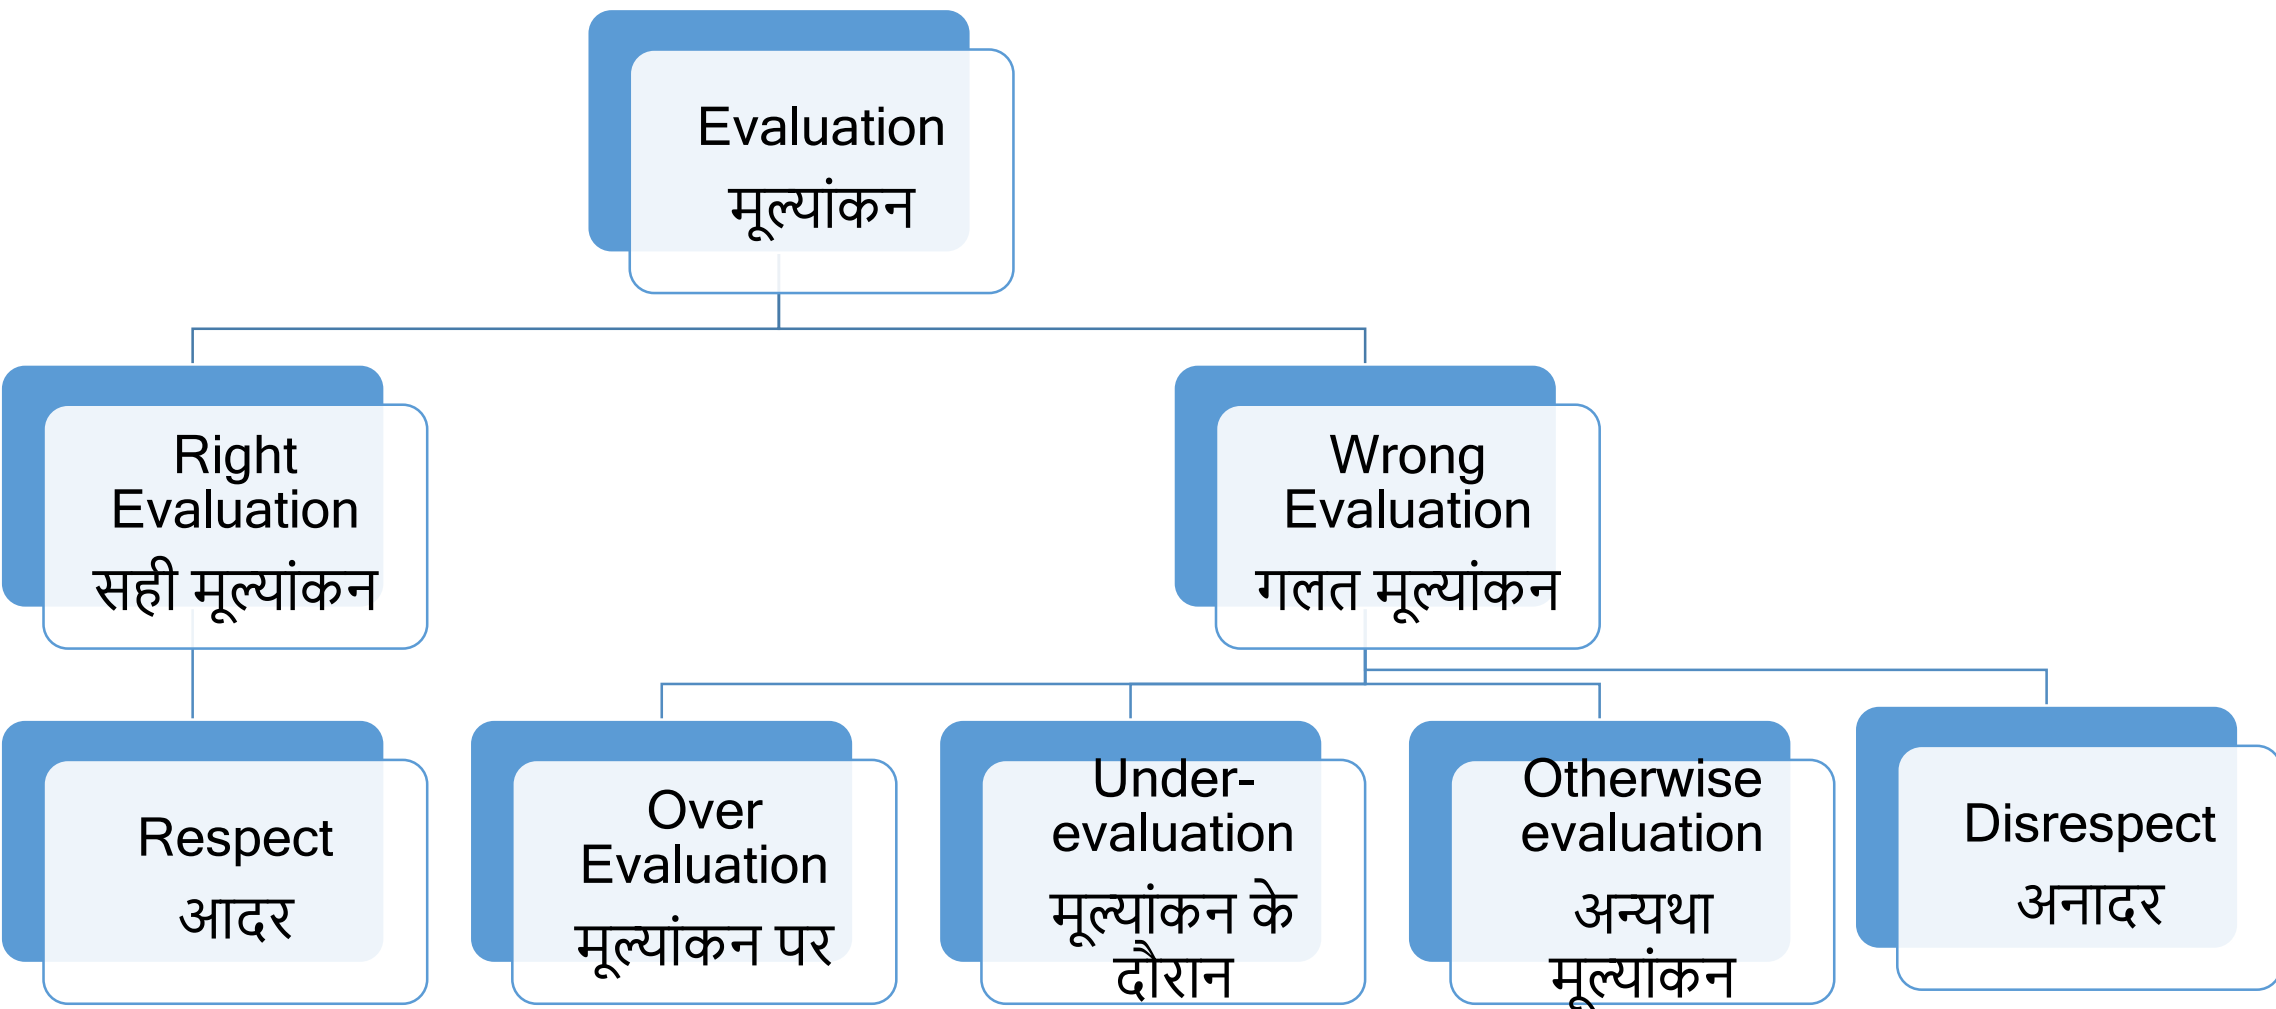 Evaluation
मूल्यांकन
Right
Evaluation
सही मूल्यांकन
Wrong
Evaluation
गलत मूल्यांकन
Respect
आदर
Over
Evaluation
मूल्यांकन पर
Under-
evaluation
मूल्यांकन के
दौरान
Otherwise
evaluation
अन्यथा
मूल्यांकन
Disrespect
अनादर